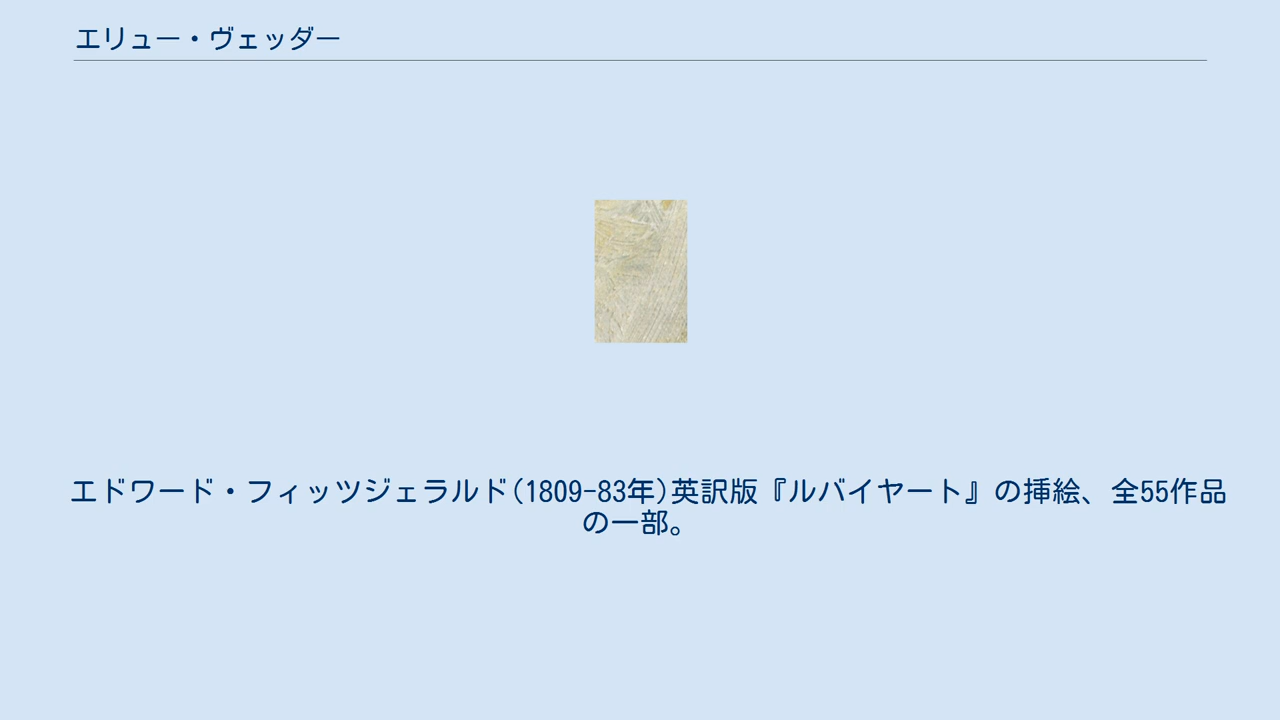 エリュー・ヴェッダー
エドワード・フィッツジェラルド(1809-83年)英訳版『ルバイヤート』の挿絵、全55作品
の一部。